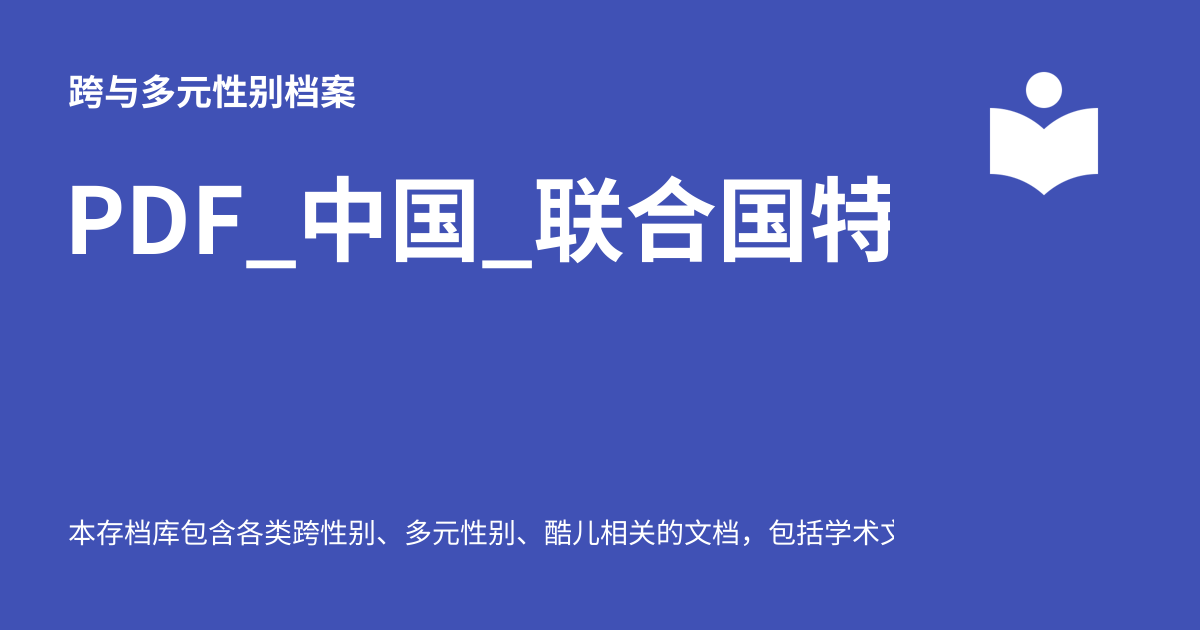 跨与多元性别档案
PDF_中国_联合国特
本存档库包含各类跨性别、多元性别、酷儿相关的文档，包括学术文